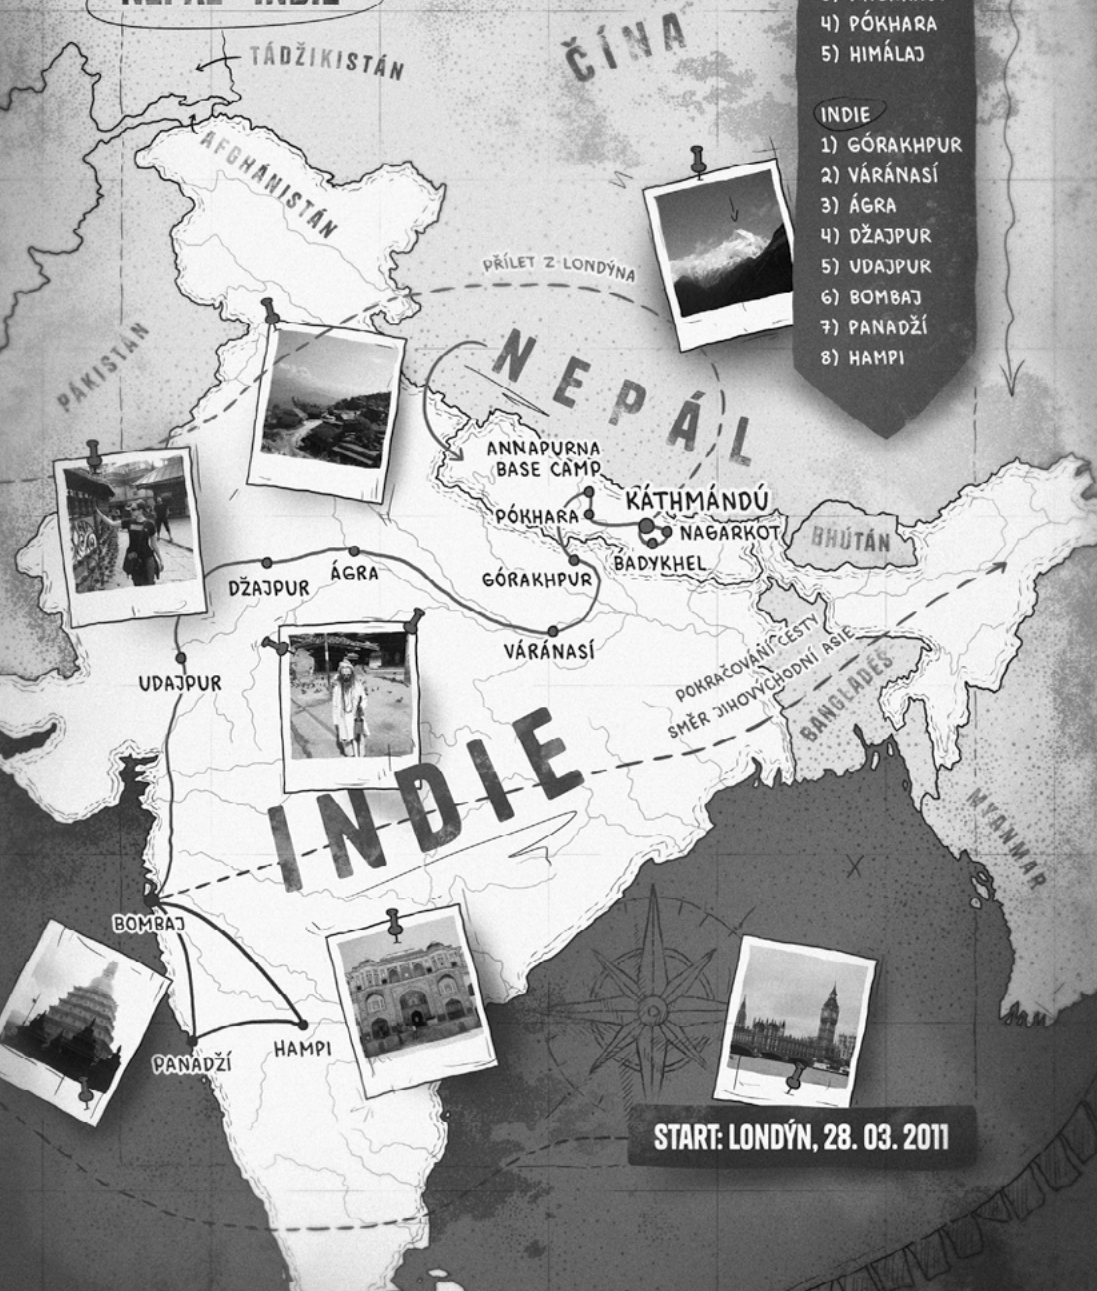 NEPÁL - INDIE
TÁDŽIKISTÁN
ČÍNA
4) PÓKHARA
5) HIMÁLAJ
INDIE
1) GÓRAKHPUR
2) VÁRÁNASÍ
3) ÁGRA
4) DŽAJPUR
5) UDAJPUR
6) BOMBAJ
7) PANADŽÍ
8) HAMPI
AFGHÁNISTÁN
PŘÍLET Z LONDÝNA
PÁKISTÁN
NEPÁL
ANNAPURNA
BASE CAMP
KÁTHMÁNDÚ
PÓKHARA
NAGARKOT
BHÚTÁN
BADYKHEL
GÓRAKHPUR
ÁGRA
DŽAJPUR
VÁRÁNASÍ
UDAJPUR
POKRAČOVÁNÍ CESTY
SMĚR JIHOVÝCHODNÍ ASIE
BANGLADÉŠ
INDIE
MYANMAR
BOMBAJ
HAMPI
PANADŽÍ
START: LONDÝN, 28. 03. 2011